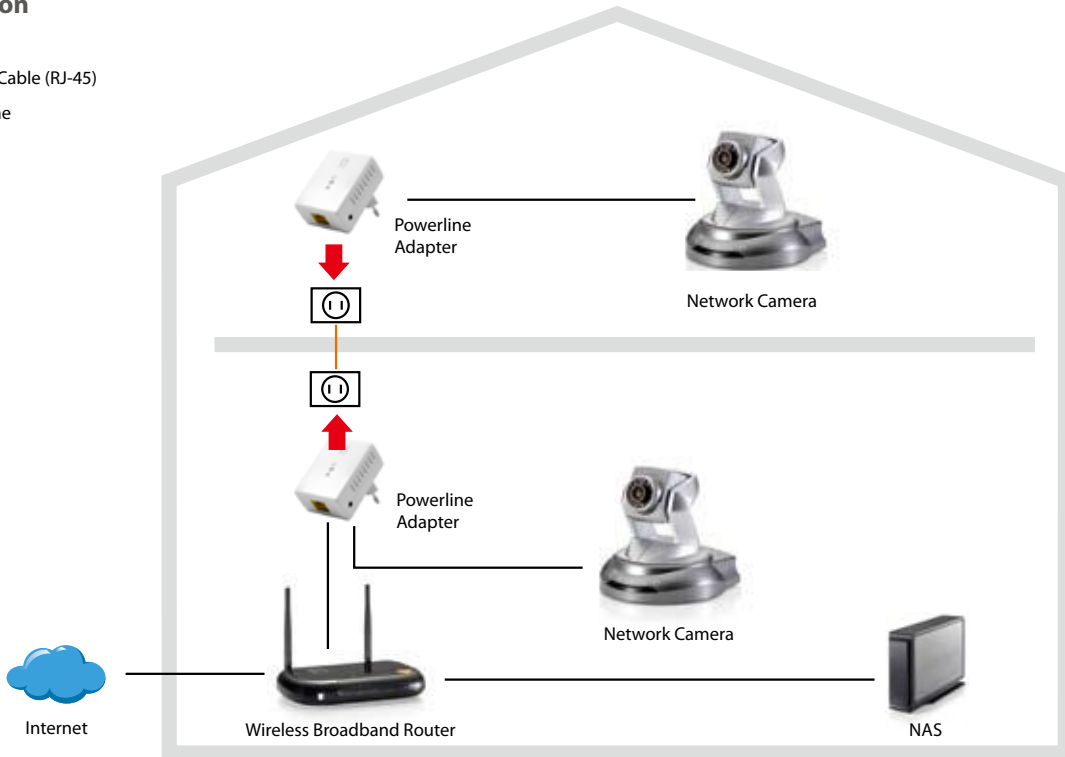 on
Cable (RJ-45)
ne
Powerline
Adapter
Network Camera
Powerline
Adapter
Network Camera
Internet
Wireless Broadband Router
NAS